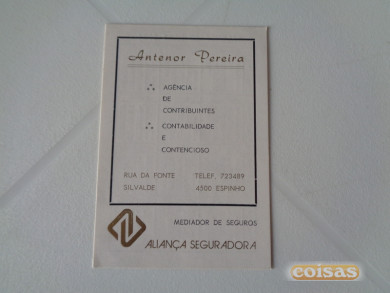 Antenor Pereira
∴ AGÊNCIA
DE
CONTRIBUINTES
∴ CONTABILIDADE
E
CONTENCIOSO
RUA DA FONTE TELEF. 723489
SILVALDE 4500 ESPINHO
MEDIADOR DE SEGUROS
ALIANÇA SEGURADORA
coisas